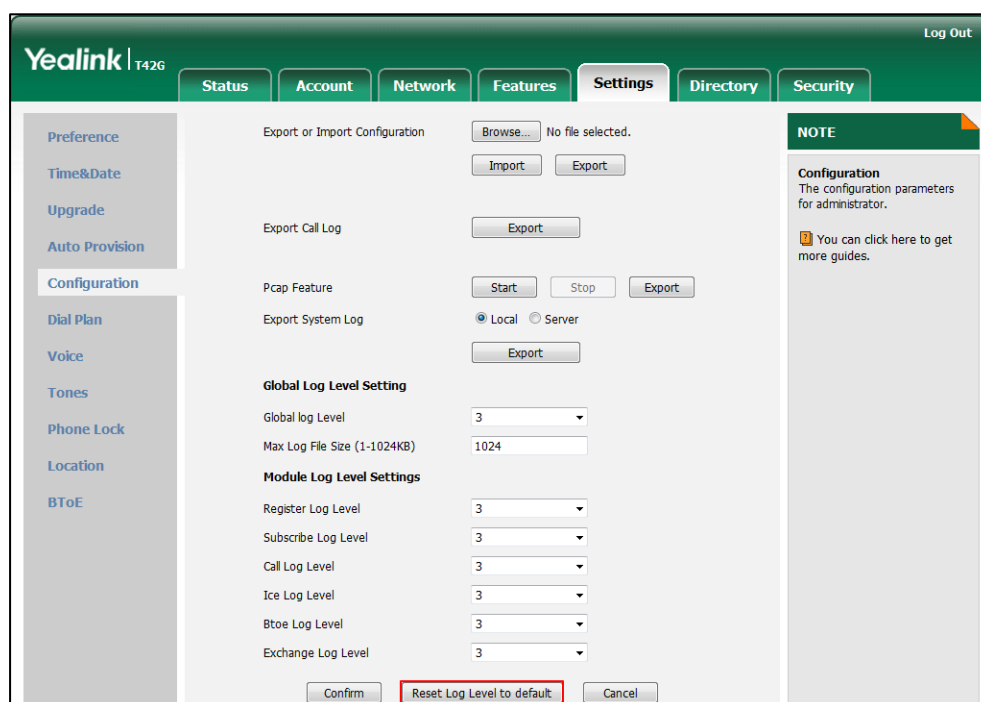 Log Out
Yealink | T42G
Status Account Network Features Settings Directory Security
Preference
Time&Date
Upgrade
Auto Provision
Configuration
Dial Plan
Voice
Tones
Phone Lock
Location
BToE
Export or Import Configuration Browse... No file selected.
Import Export
Export Call Log Export
Pcap Feature Start Stop Export
Export System Log Local Server
Export
Global Log Level Setting
Global log Level 3
Max Log File Size (1-1024KB) 1024
Module Log Level Settings
Register Log Level 3
Subscribe Log Level 3
Call Log Level 3
Ice Log Level 3
Btoe Log Level 3
Exchange Log Level 3
Confirm Reset Log Level to default Cancel
NOTE
Configuration
The configuration parameters
for administrator.
? You can click here to get
more guides.